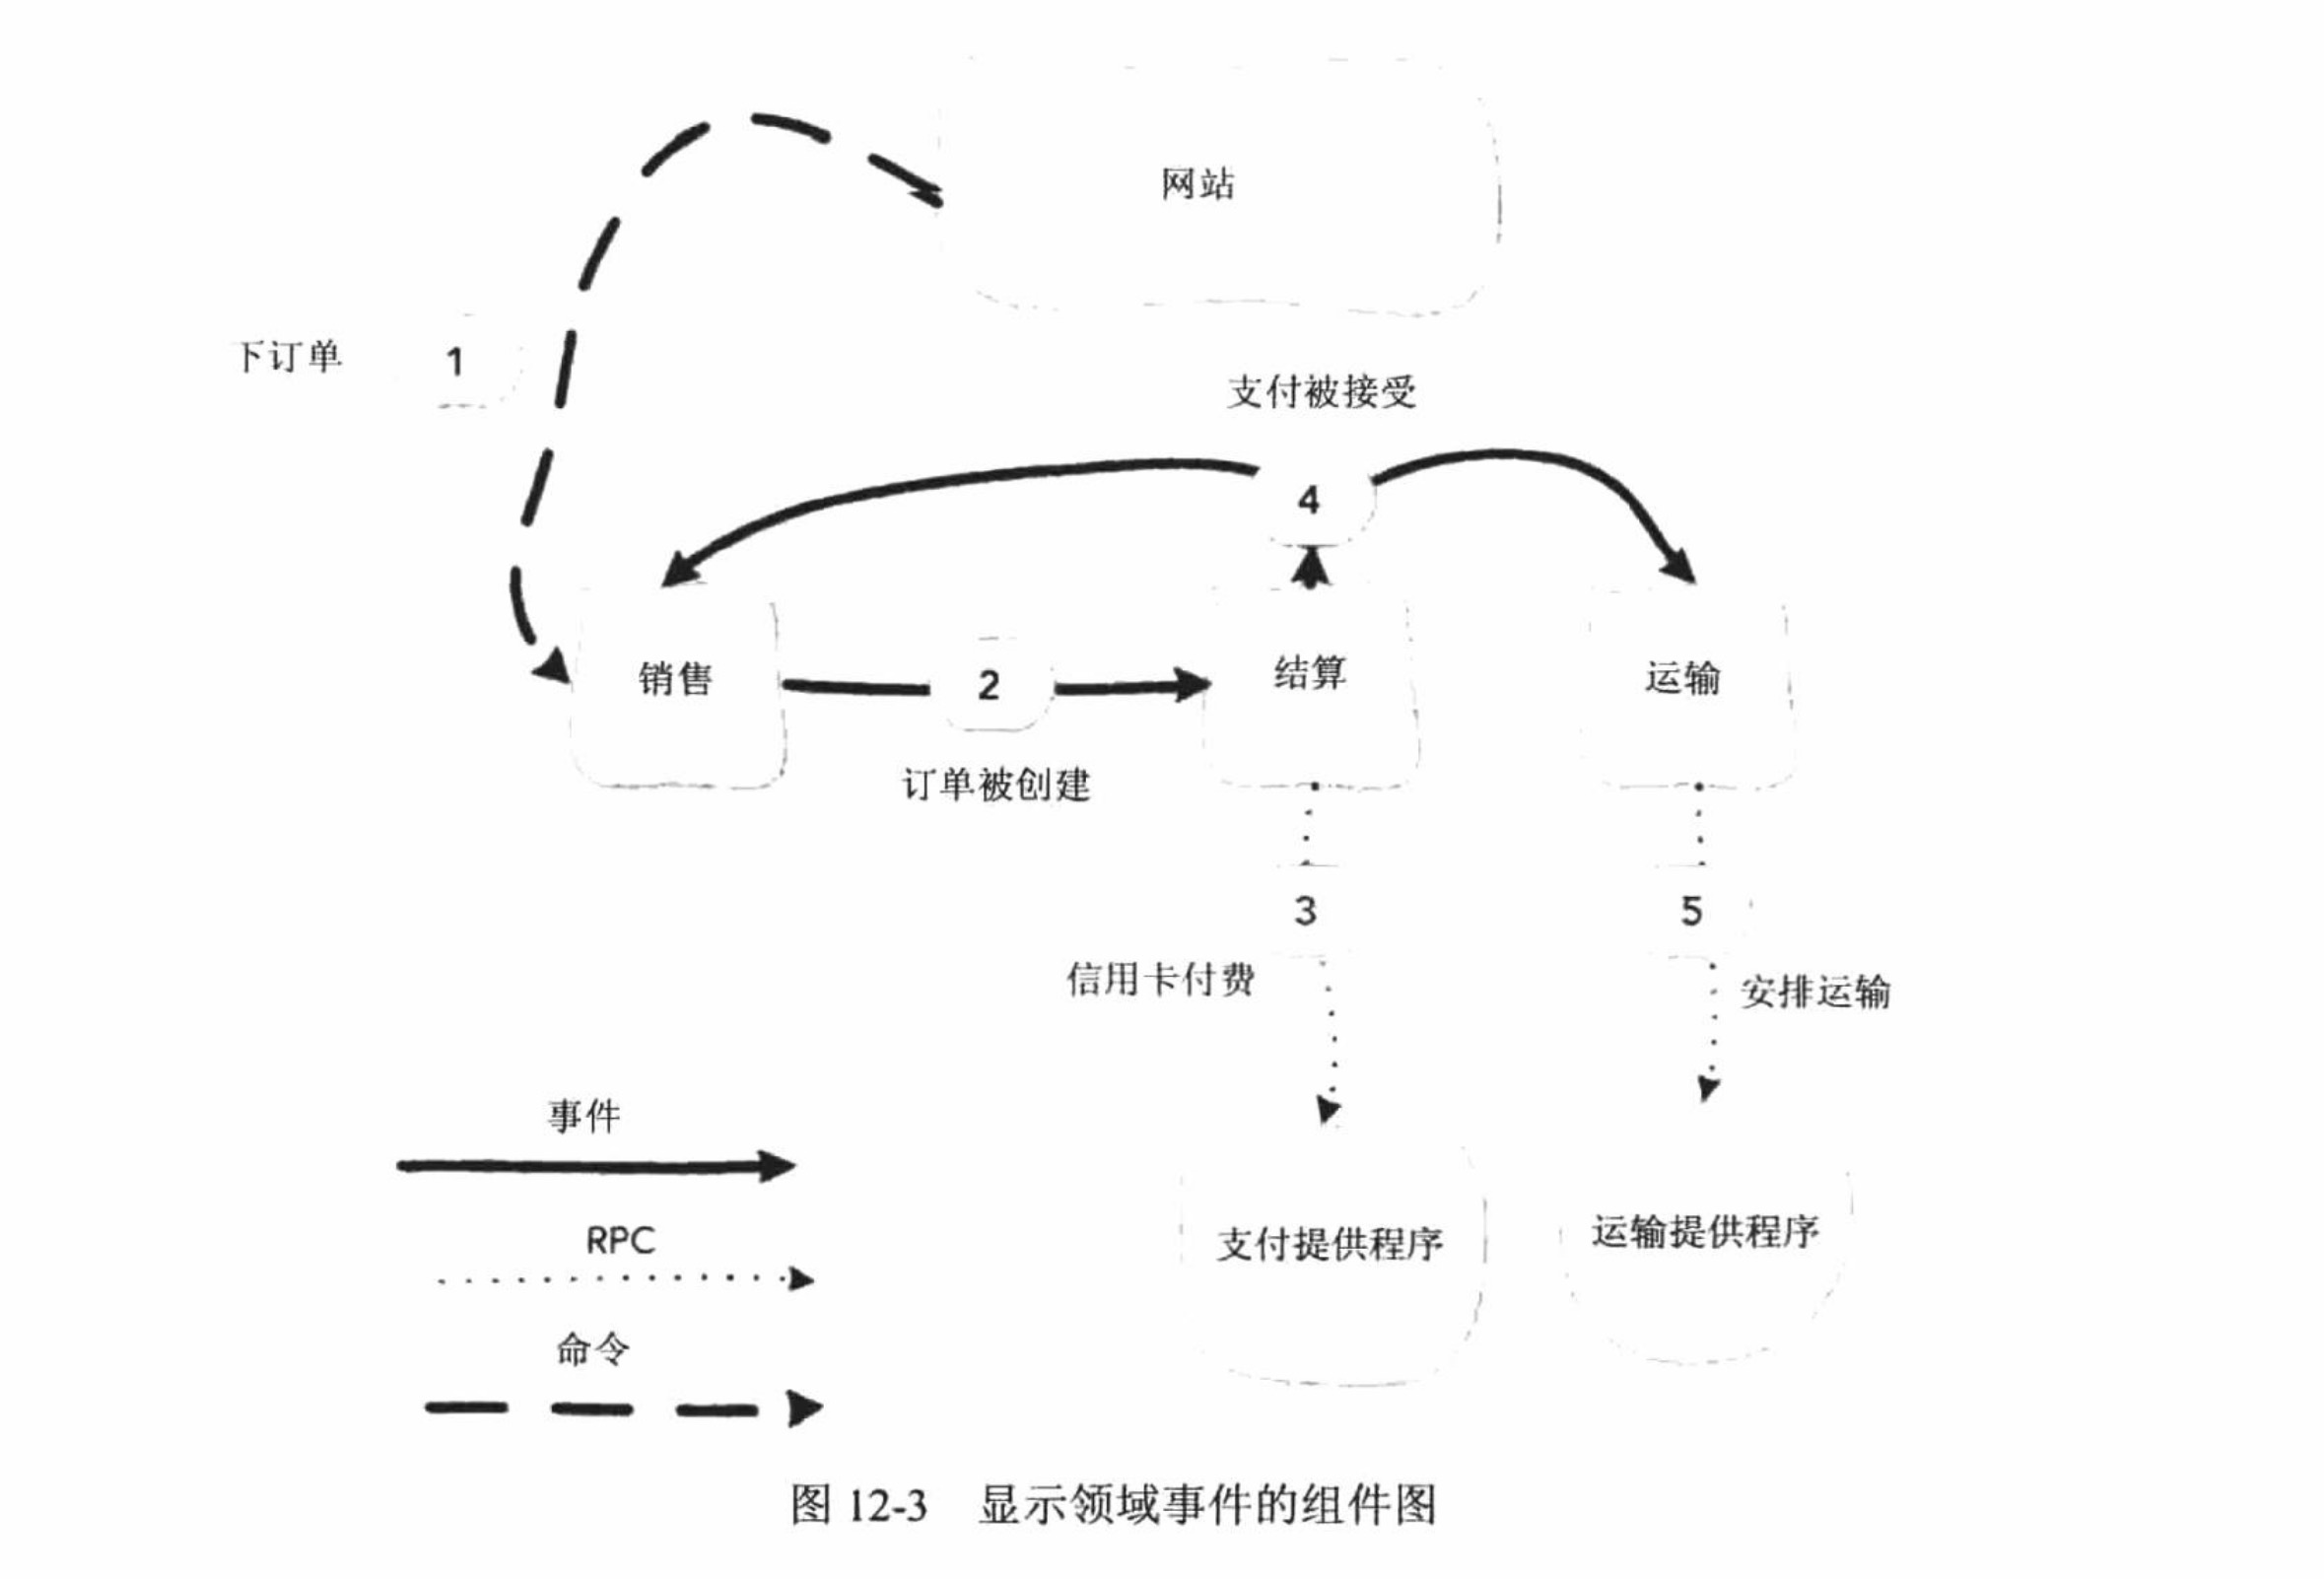 网站
下订单
1
支付被接受
4
销售
2
结算
运输
订单被创建
3
5
信用卡付费
安排运输
事件
支付提供程序
运输提供程序
RPC
命令
图 12-3 显示领域事件的组件图